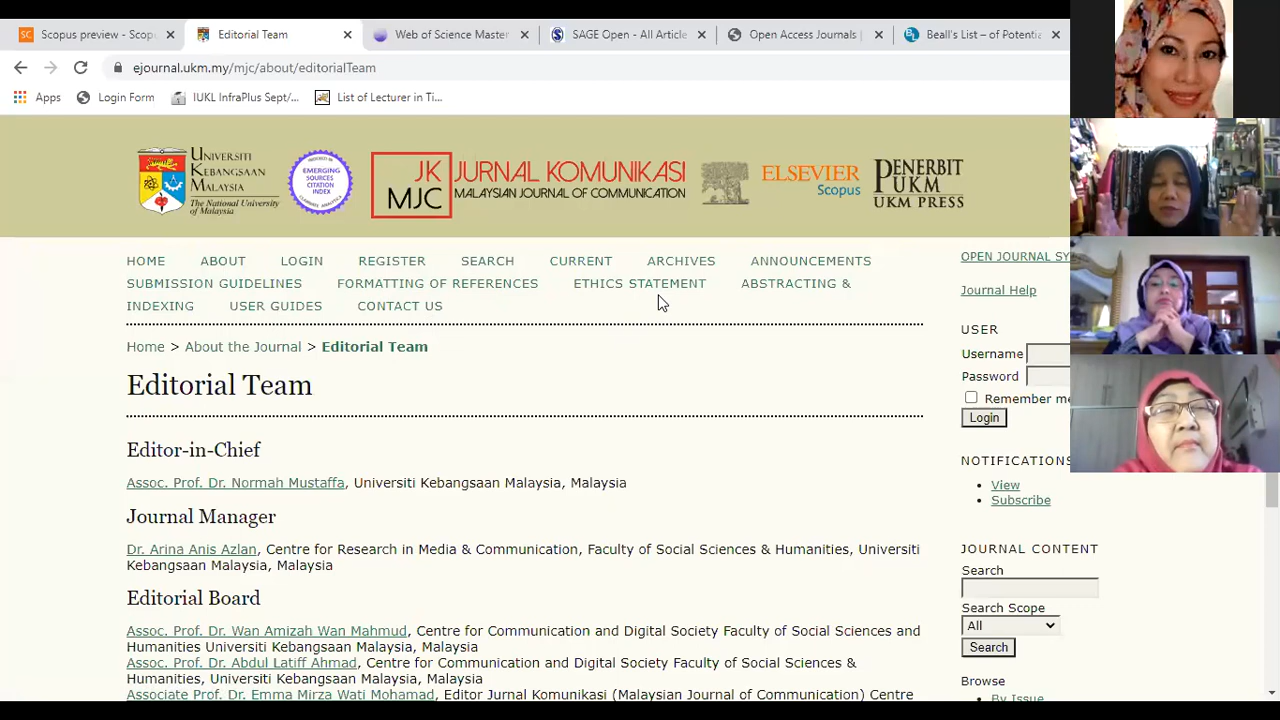 Scopus preview - Scop
Editorial Team
Web of Science Master
SAGE Open - All Article
Open Access Journals |
Beall's List – of Potentia
ejournal.ukm.my/mjc/about/editorialTeam
Apps
Login Form
IUKL InfraPlus Sept/...
List of Lecturer in Ti...
UNIVERSITI
KEBANGSAAN
MALAYSIA
The National University
of Malaysia
EMERGING
SOURCES
CITATION
INDEX
JK
MJC
JURNAL KOMUNIKASI
MALAYSIAN JOURNAL OF COMMUNICATION
ELSEVIER
Scopus
PENERBIT
UKM
UKM PRESS
HOME ABOUT LOGIN REGISTER SEARCH CURRENT ARCHIVES ANNOUNCEMENTS
SUBMISSION GUIDELINES FORMATTING OF REFERENCES ETHICS STATEMENT ABSTRACTING &
INDEXING USER GUIDES CONTACT US
Home > About the Journal > Editorial Team
Editorial Team
Editor-in-Chief
Assoc. Prof. Dr. Normah Mustaffa, Universiti Kebangsaan Malaysia, Malaysia
Journal Manager
Dr. Arina Anis Azlan, Centre for Research in Media & Communication, Faculty of Social Sciences & Humanities, Universiti
Kebangsaan Malaysia, Malaysia
Editorial Board
Assoc. Prof. Dr. Wan Amizah Wan Mahmud, Centre for Communication and Digital Society Faculty of Social Sciences and
Humanities Universiti Kebangsaan Malaysia, Malaysia
Assoc. Prof. Dr. Abdul Latiff Ahmad, Centre for Communication and Digital Society Faculty of Social Sciences &
Humanities, Universiti Kebangsaan Malaysia, Malaysia
Associate Prof. Dr. Emma Mirza Wati Mohamad, Editor Jurnal Komunikasi (Malaysian Journal of Communication) Centre
OPEN JOURNAL SY
Journal Help
USER
Username
Password
Remember me
Login
NOTIFICATIONS
View
Subscribe
JOURNAL CONTENT
Search
Search Scope
All
Search
Browse
By Issue